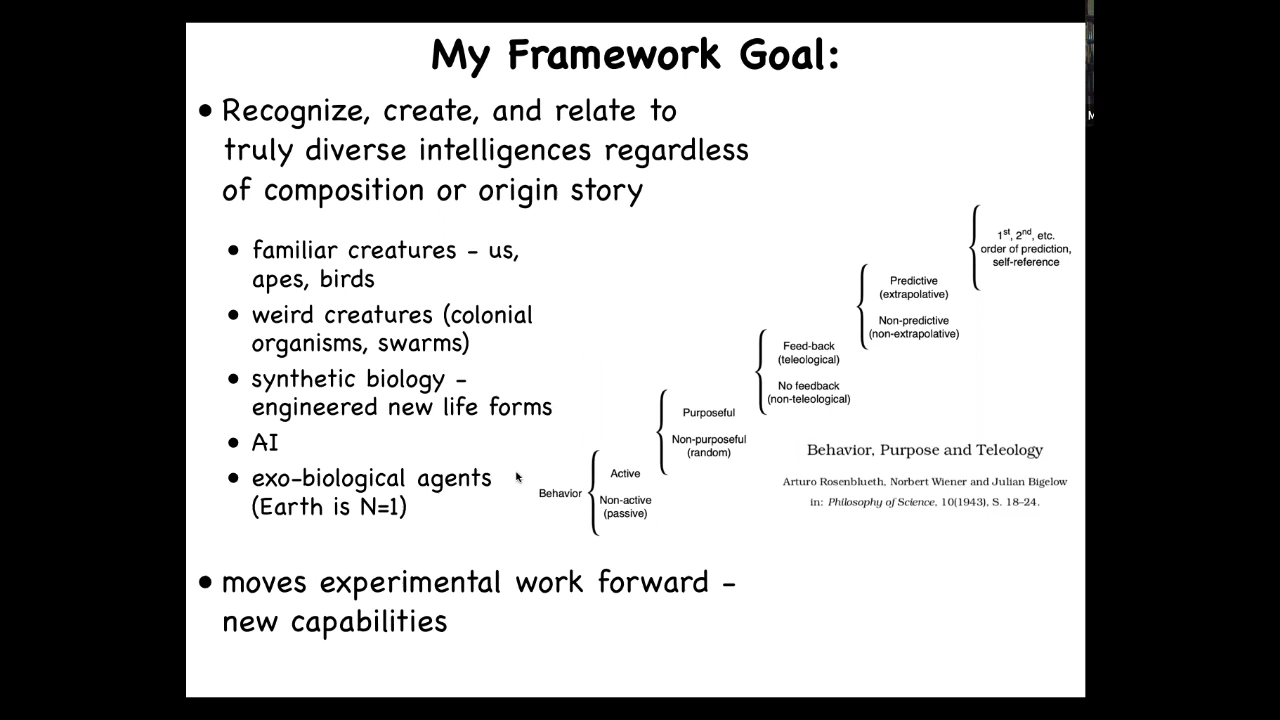 My Framework Goal:
• Recognize, create, and relate to
truly diverse intelligences regardless
of composition or origin story
• familiar creatures - us,
apes, birds
• weird creatures (colonial
organisms, swarms)
• synthetic biology -
engineered new life forms
• AI
• exo-biological agents
(Earth is N=1)
• moves experimental work forward -
new capabilities
Behavior
Active
Non-active
(passive)
Purposeful
Non-purposeful
(random)
Feed-back
(teleological)
No feedback
(non-teleological)
Predictive
(extrapolative)
Non-predictive
(non-extrapolative)
1st, 2nd, etc.
order of prediction,
self-reference
Behavior, Purpose and Teleology
Arturo Rosenblueth, Norbert Wiener and Julian Bigelow
in: Philosophy of Science, 10(1943), S. 18–24.